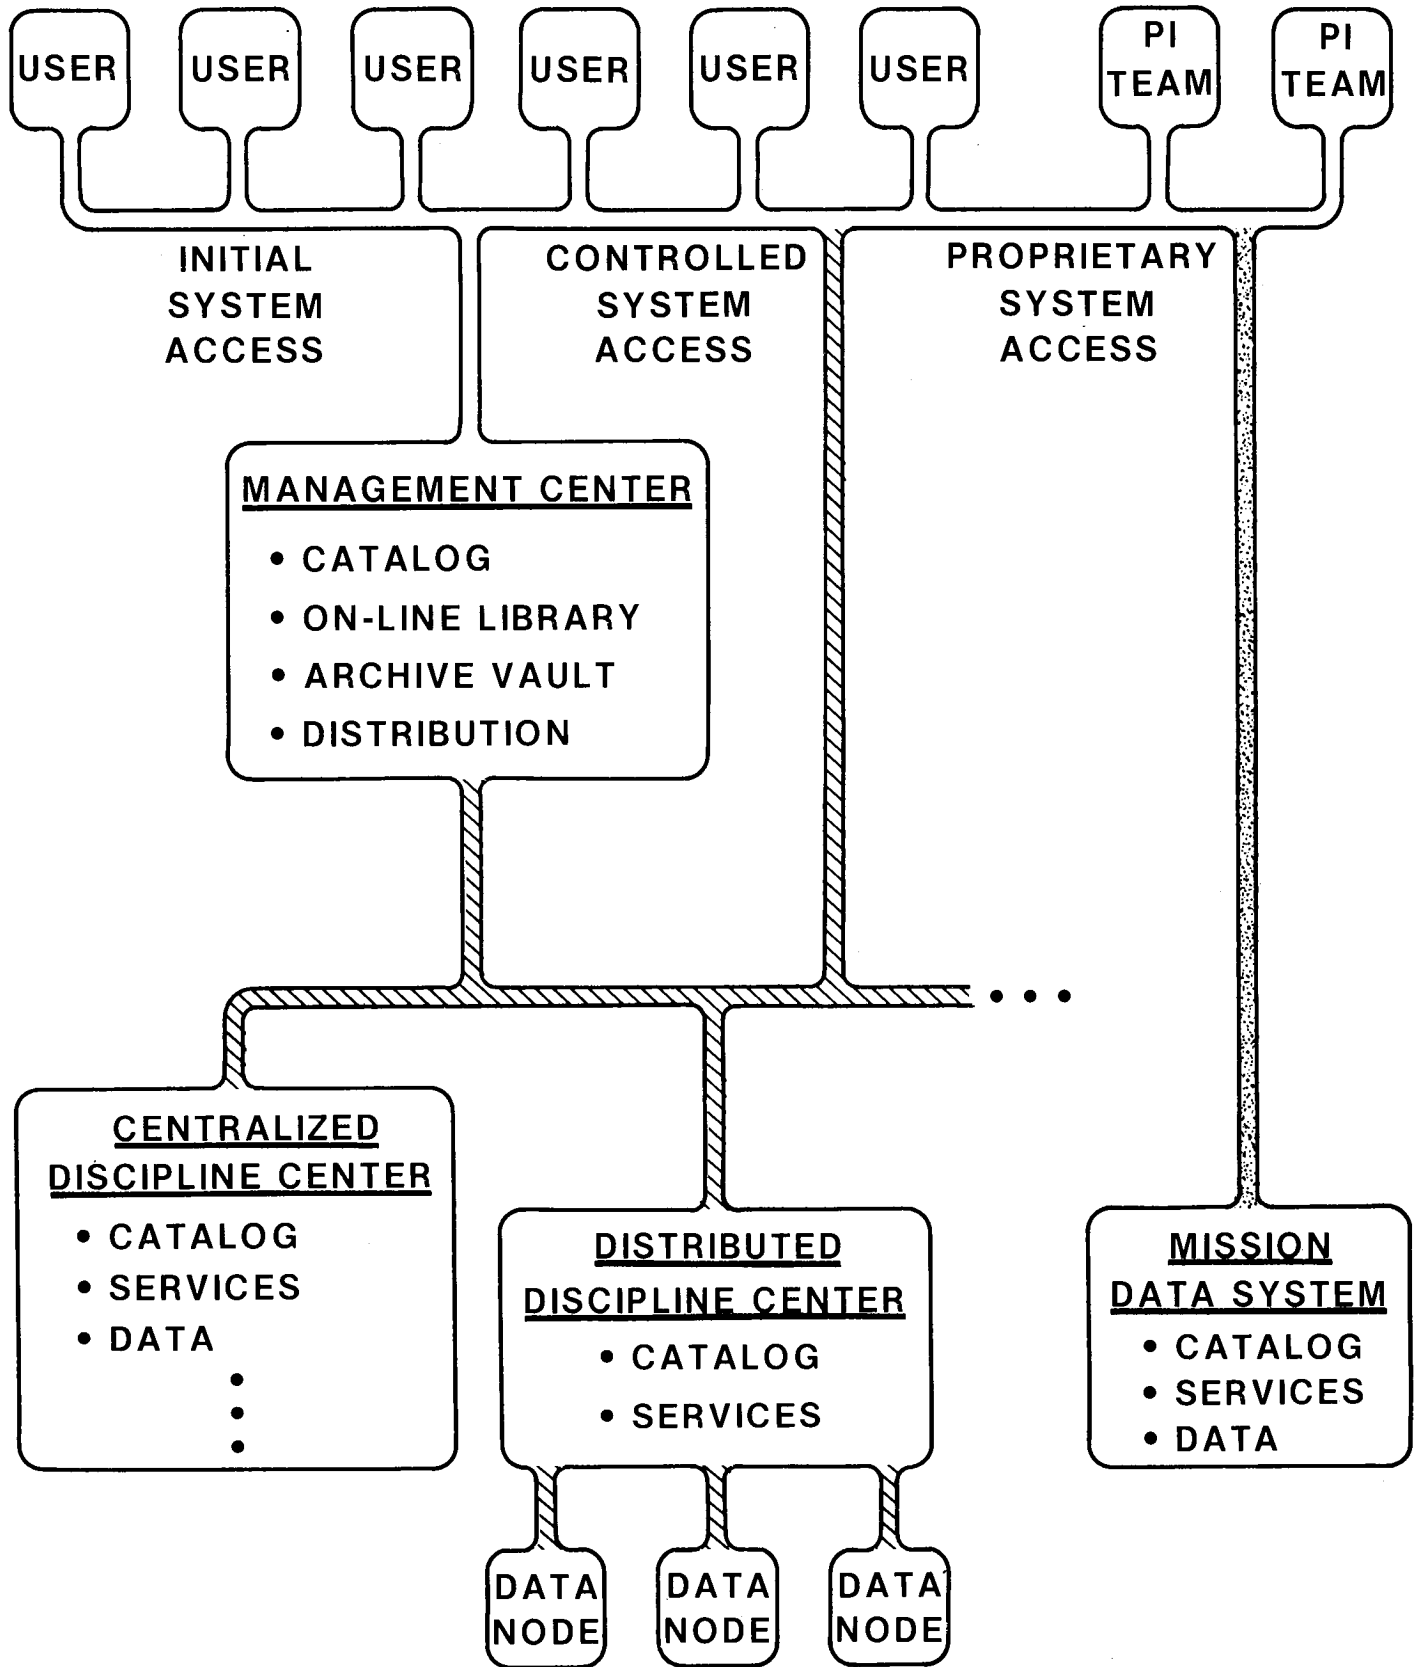 USER
USER
USER
USER
USER
USER
PI
TEAM
PI
TEAM
INITIAL
SYSTEM
ACCESS
CONTROLLED
SYSTEM
ACCESS
PROPRIETARY
SYSTEM
ACCESS
MANAGEMENT CENTER
• CATALOG
• ON-LINE LIBRARY
• ARCHIVE VAULT
• DISTRIBUTION
• • •
CENTRALIZED
DISCIPLINE CENTER
• CATALOG
• SERVICES
• DATA
•
•
•
DISTRIBUTED
DISCIPLINE CENTER
• CATALOG
• SERVICES
MISSION
DATA SYSTEM
• CATALOG
• SERVICES
• DATA
DATA
NODE
DATA
NODE
DATA
NODE